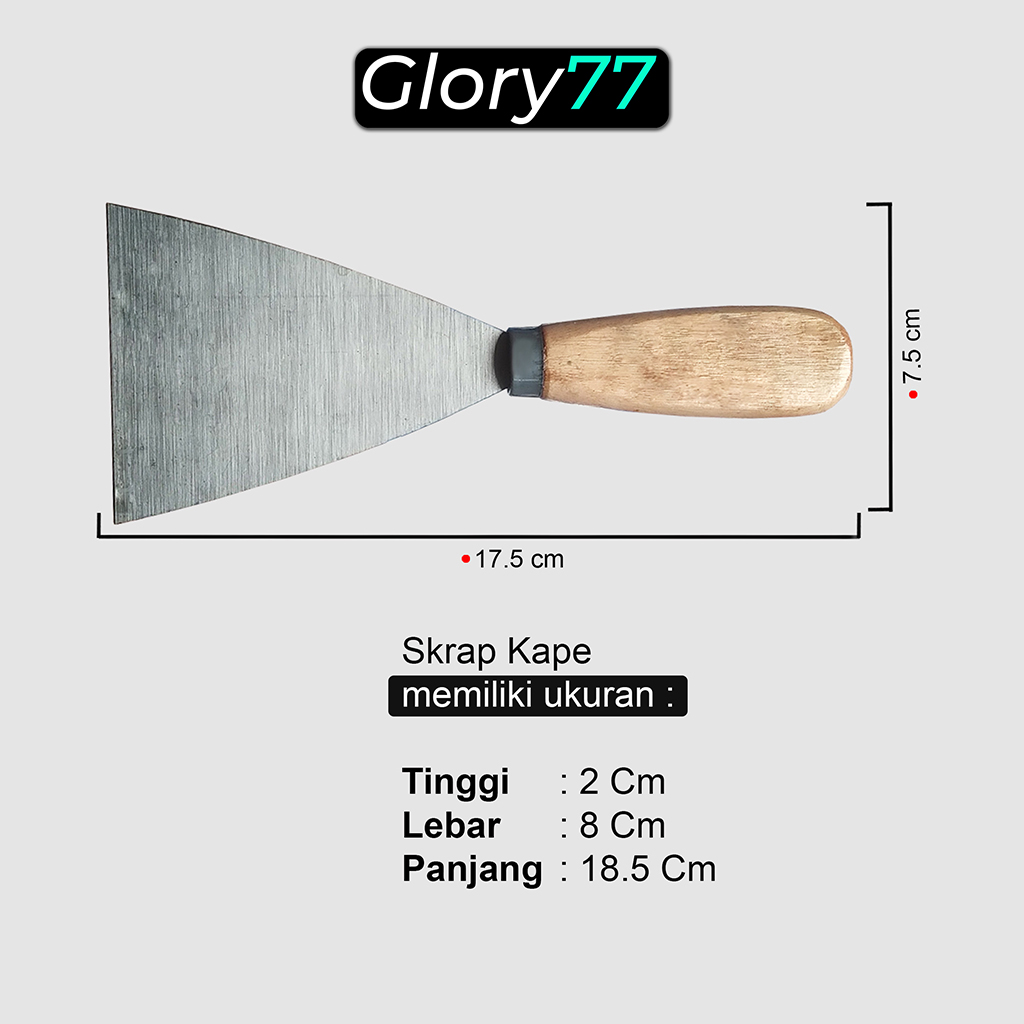 Glory77
7.5 cm
17.5 cm
Skrap Kape
memiliki ukuran :
Tinggi : 2 Cm
Lebar : 8 Cm
Panjang : 18.5 Cm